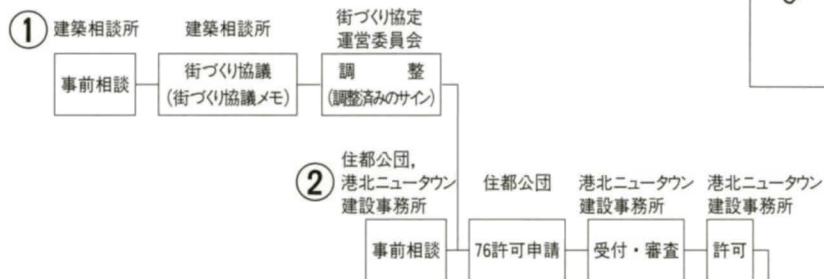 ① 建築相談所 建築相談所 街づくり協定
運営委員会
事前相談 街づくり協議
(街づくり協議メモ) 調 整
(調整済みのサイン)
② 住都公団,
港北ニュータウン
建設事務所 住都公団 港北ニュータウン
建設事務所 港北ニュータウン
建設事務所
事前相談 76許可申請 受付・審査 許可